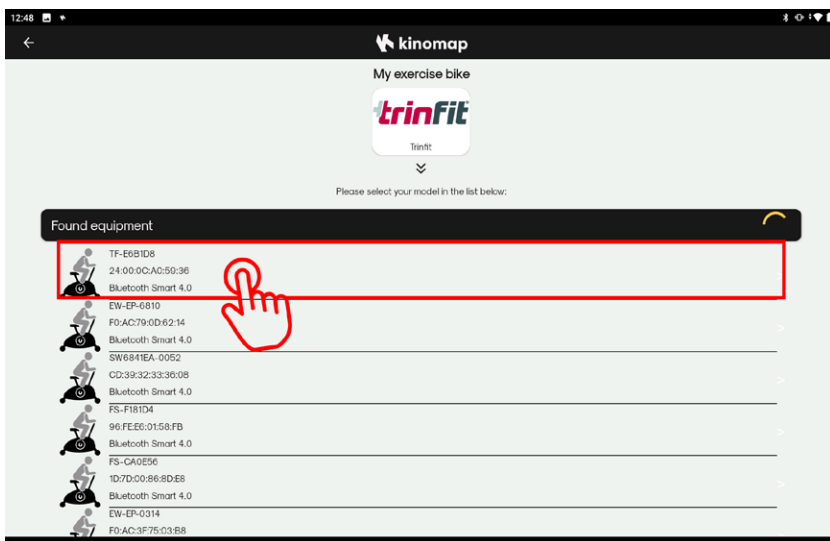 12:48
kinomap
My exercise bike
trinfit
Trinfit
Please select your model in the list below:
Found equipment
TF-E6B1D8
24:00:0C:A0:59:36
Bluetooth Smart 4.0
EW-EP-6810
F0:AC:79:0D:62:14
Bluetooth Smart 4.0
SW6841EA-0052
CD:39:32:33:36:08
Bluetooth Smart 4.0
FS-F181D4
96:FE:E6:01:58:FB
Bluetooth Smart 4.0
FS-CA0E56
1D:7D:00:86:8D:E8
Bluetooth Smart 4.0
EW-EP-0314
F0:AC:3F:75:03:B8